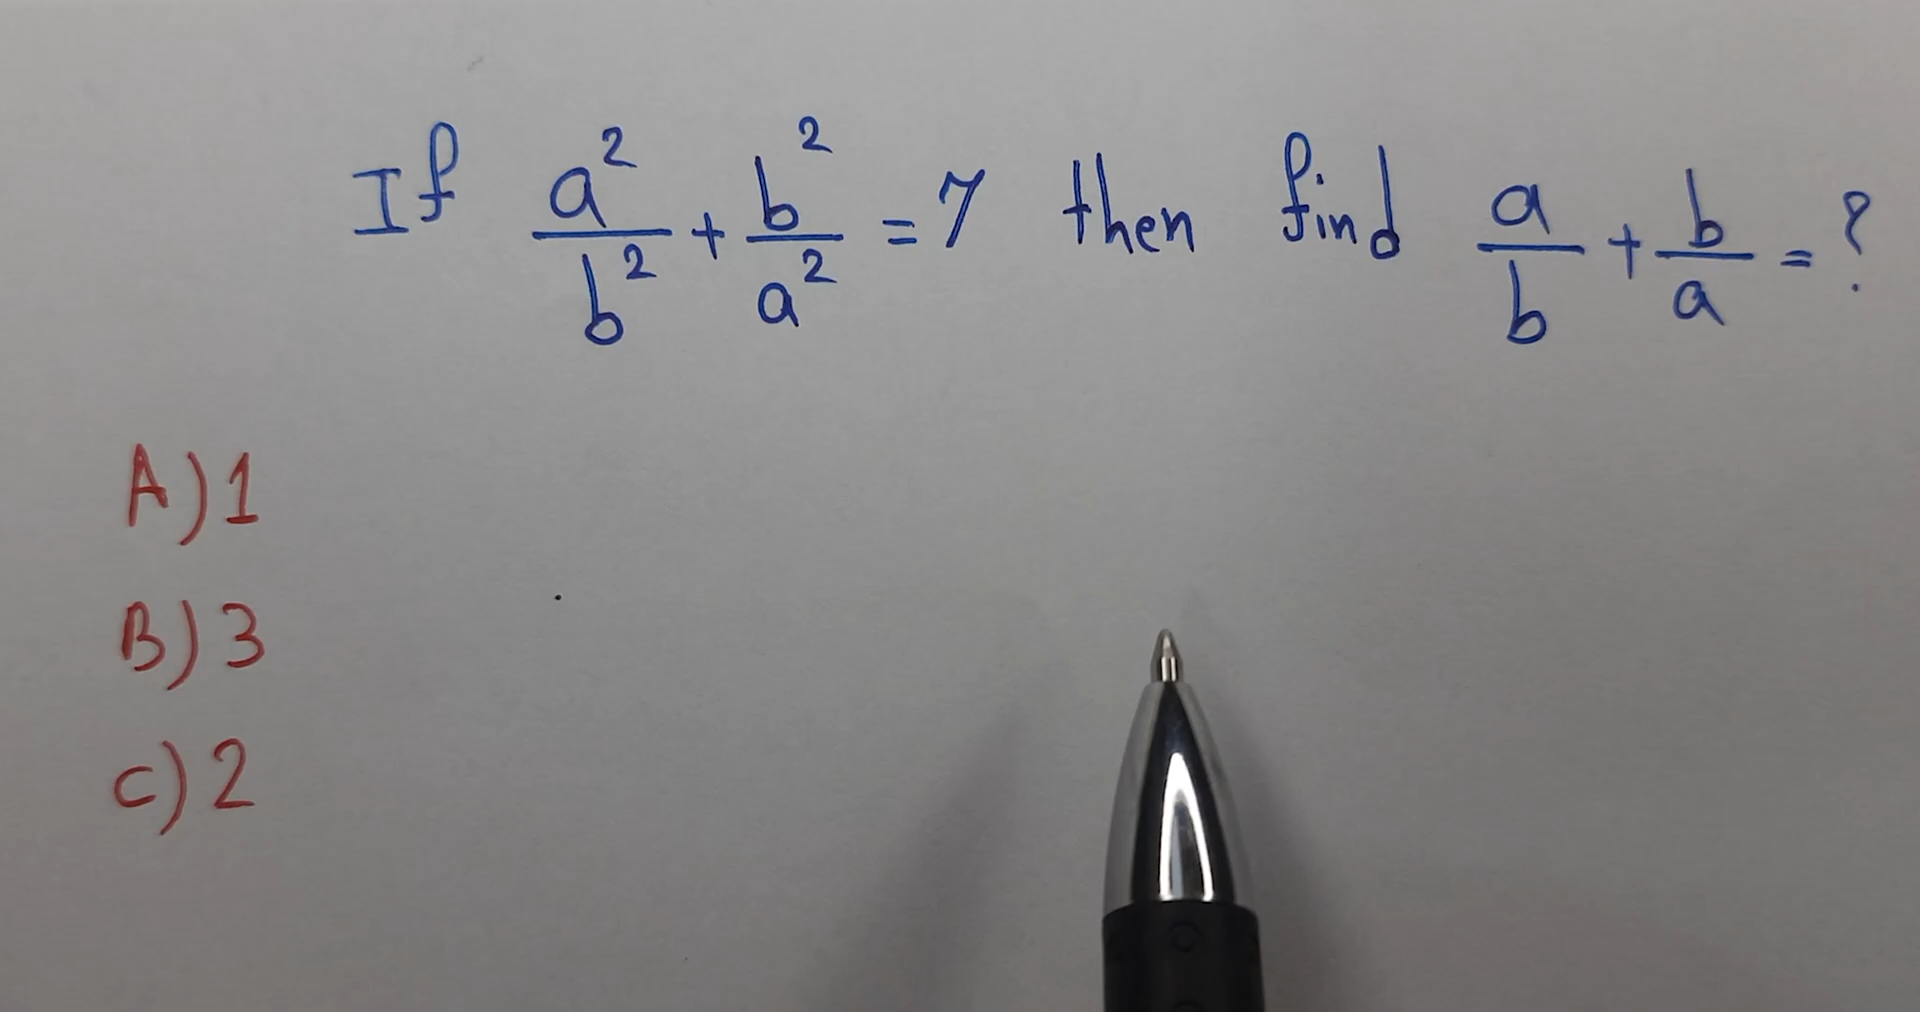 If a²/b² + b²/a² = 7 then find a/b + b/a = ?
A) 1
B) 3
C) 2